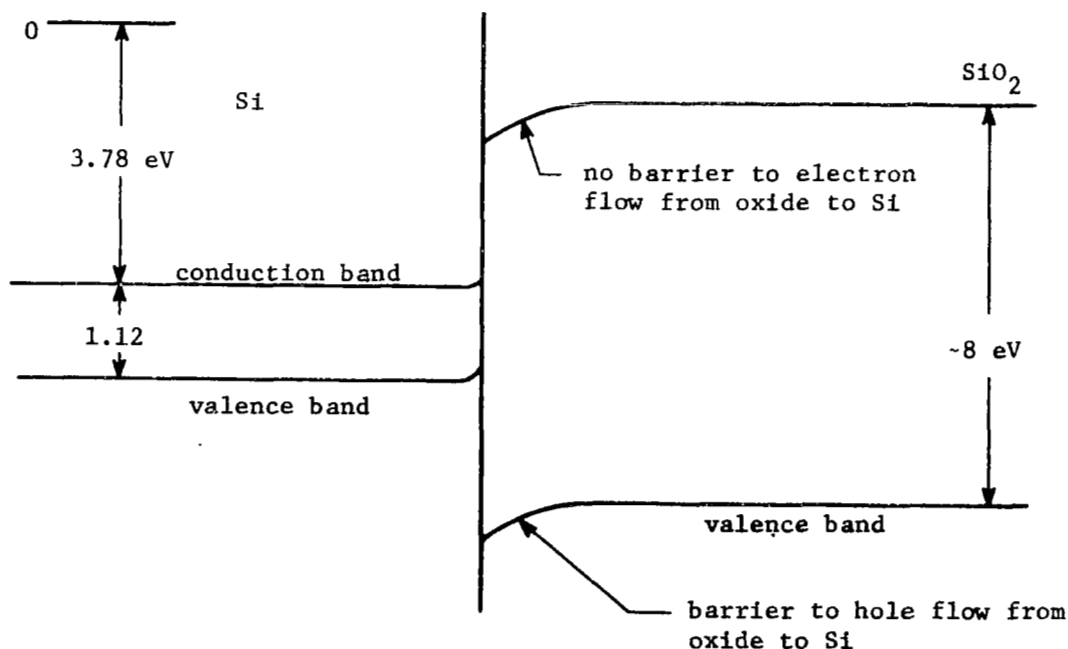 0
Si
SiO2
3.78 eV
no barrier to electron
flow from oxide to Si
conduction band
1.12
~8 eV
valence band
valence band
barrier to hole flow from
oxide to Si